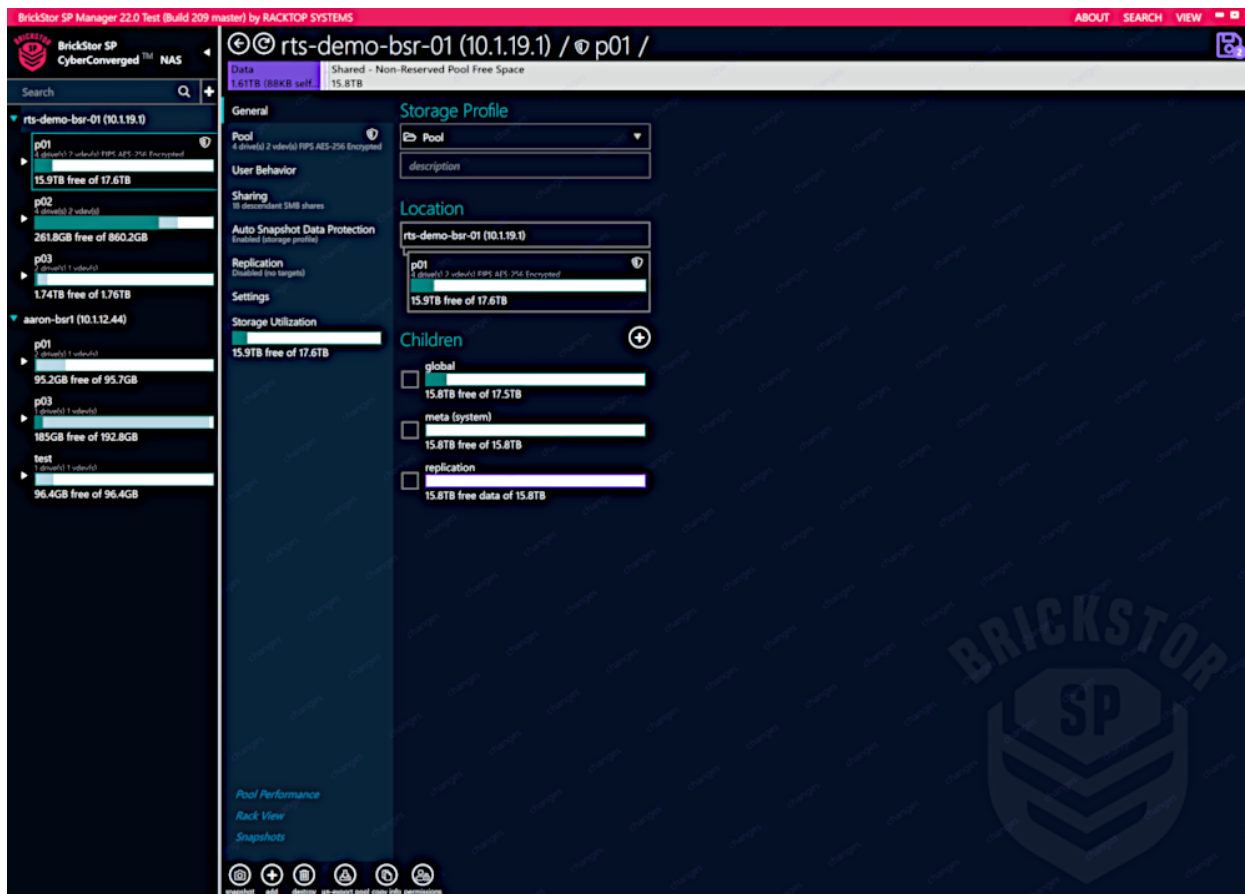 BrickStor SP Manager 22.0 Test (Build 209 master) by RACKTOP SYSTEMS
ABOUT SEARCH VIEW
BRICKSTOR
SP
BrickStor SP
CyberConverged TM NAS
Search
rts-demo-bsr-01 (10.1.19.1)
p01
4 drive(s) 2 vdev(s) FIPS AES-256 Encrypted
15.9TB free of 17.6TB
p02
4 drive(s) 2 vdev(s)
261.8GB free of 860.2GB
p03
2 drive(s) 1 vdev(s)
1.74TB free of 1.76TB
aaron-bsr1 (10.1.12.44)
p01
2 drive(s) 1 vdev(s)
95.2GB free of 95.7GB
p03
1 drive(s) 1 vdev(s)
185GB free of 192.8GB
test
1 drive(s) 1 vdev(s)
96.4GB free of 96.4GB
rts-demo-bsr-01 (10.1.19.1) / p01 /
2
Data
1.61TB (88KB self
Shared - Non-Reserved Pool Free Space
15.8TB
General
Pool
4 drive(s) 2 vdev(s) FIPS AES-256 Encrypted
User Behavior
Sharing
18 descendant SMB shares
Auto Snapshot Data Protection
Enabled (storage profile)
Replication
Disabled (no targets)
Settings
Storage Utilization
15.9TB free of 17.6TB
Pool Performance
Rack View
Snapshots
Storage Profile
Pool
description
Location
rts-demo-bsr-01 (10.1.19.1)
p01
4 drive(s) 2 vdev(s) FIPS AES-256 Encrypted
15.9TB free of 17.6TB
Children
global
15.8TB free of 17.5TB
meta (system)
15.8TB free of 15.8TB
replication
15.8TB free data of 15.8TB
snapshot add destroy un-export pool copy info permissions
changes
BRICKSTOR
SP